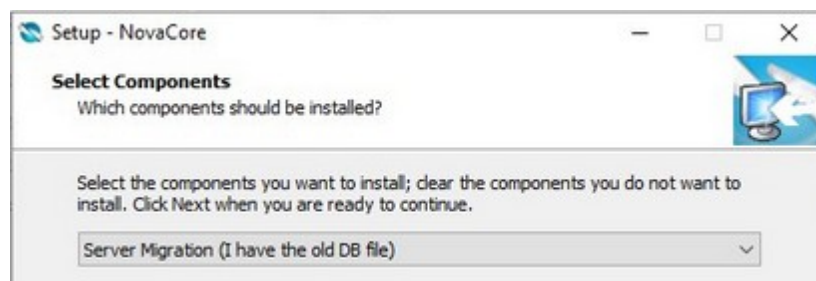 Setup - NovaCore
Select Components
Which components should be installed?
Select the components you want to install; clear the components you do not want to
install. Click Next when you are ready to continue.
Server Migration (I have the old DB file)